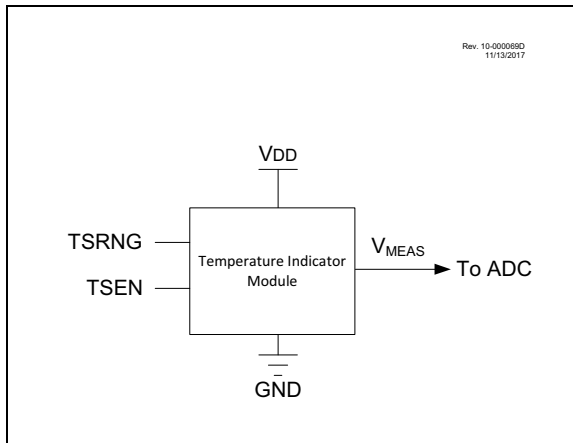 Rev. 10-000069D
11/13/2017
VDD
TSRNG
TSEN
Temperature Indicator
Module
VMEAS
To ADC
GND